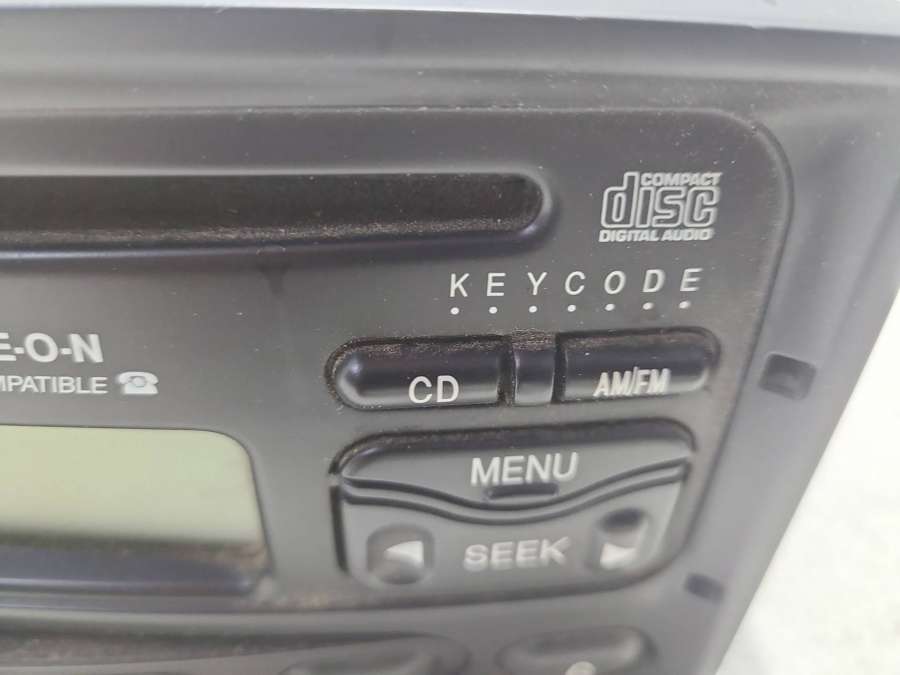 COMPACT
disc
DIGITAL AUDIO
KEYCODE
E-O-N
MPATIBLE
CD
AM/FM
MENU
SEEK